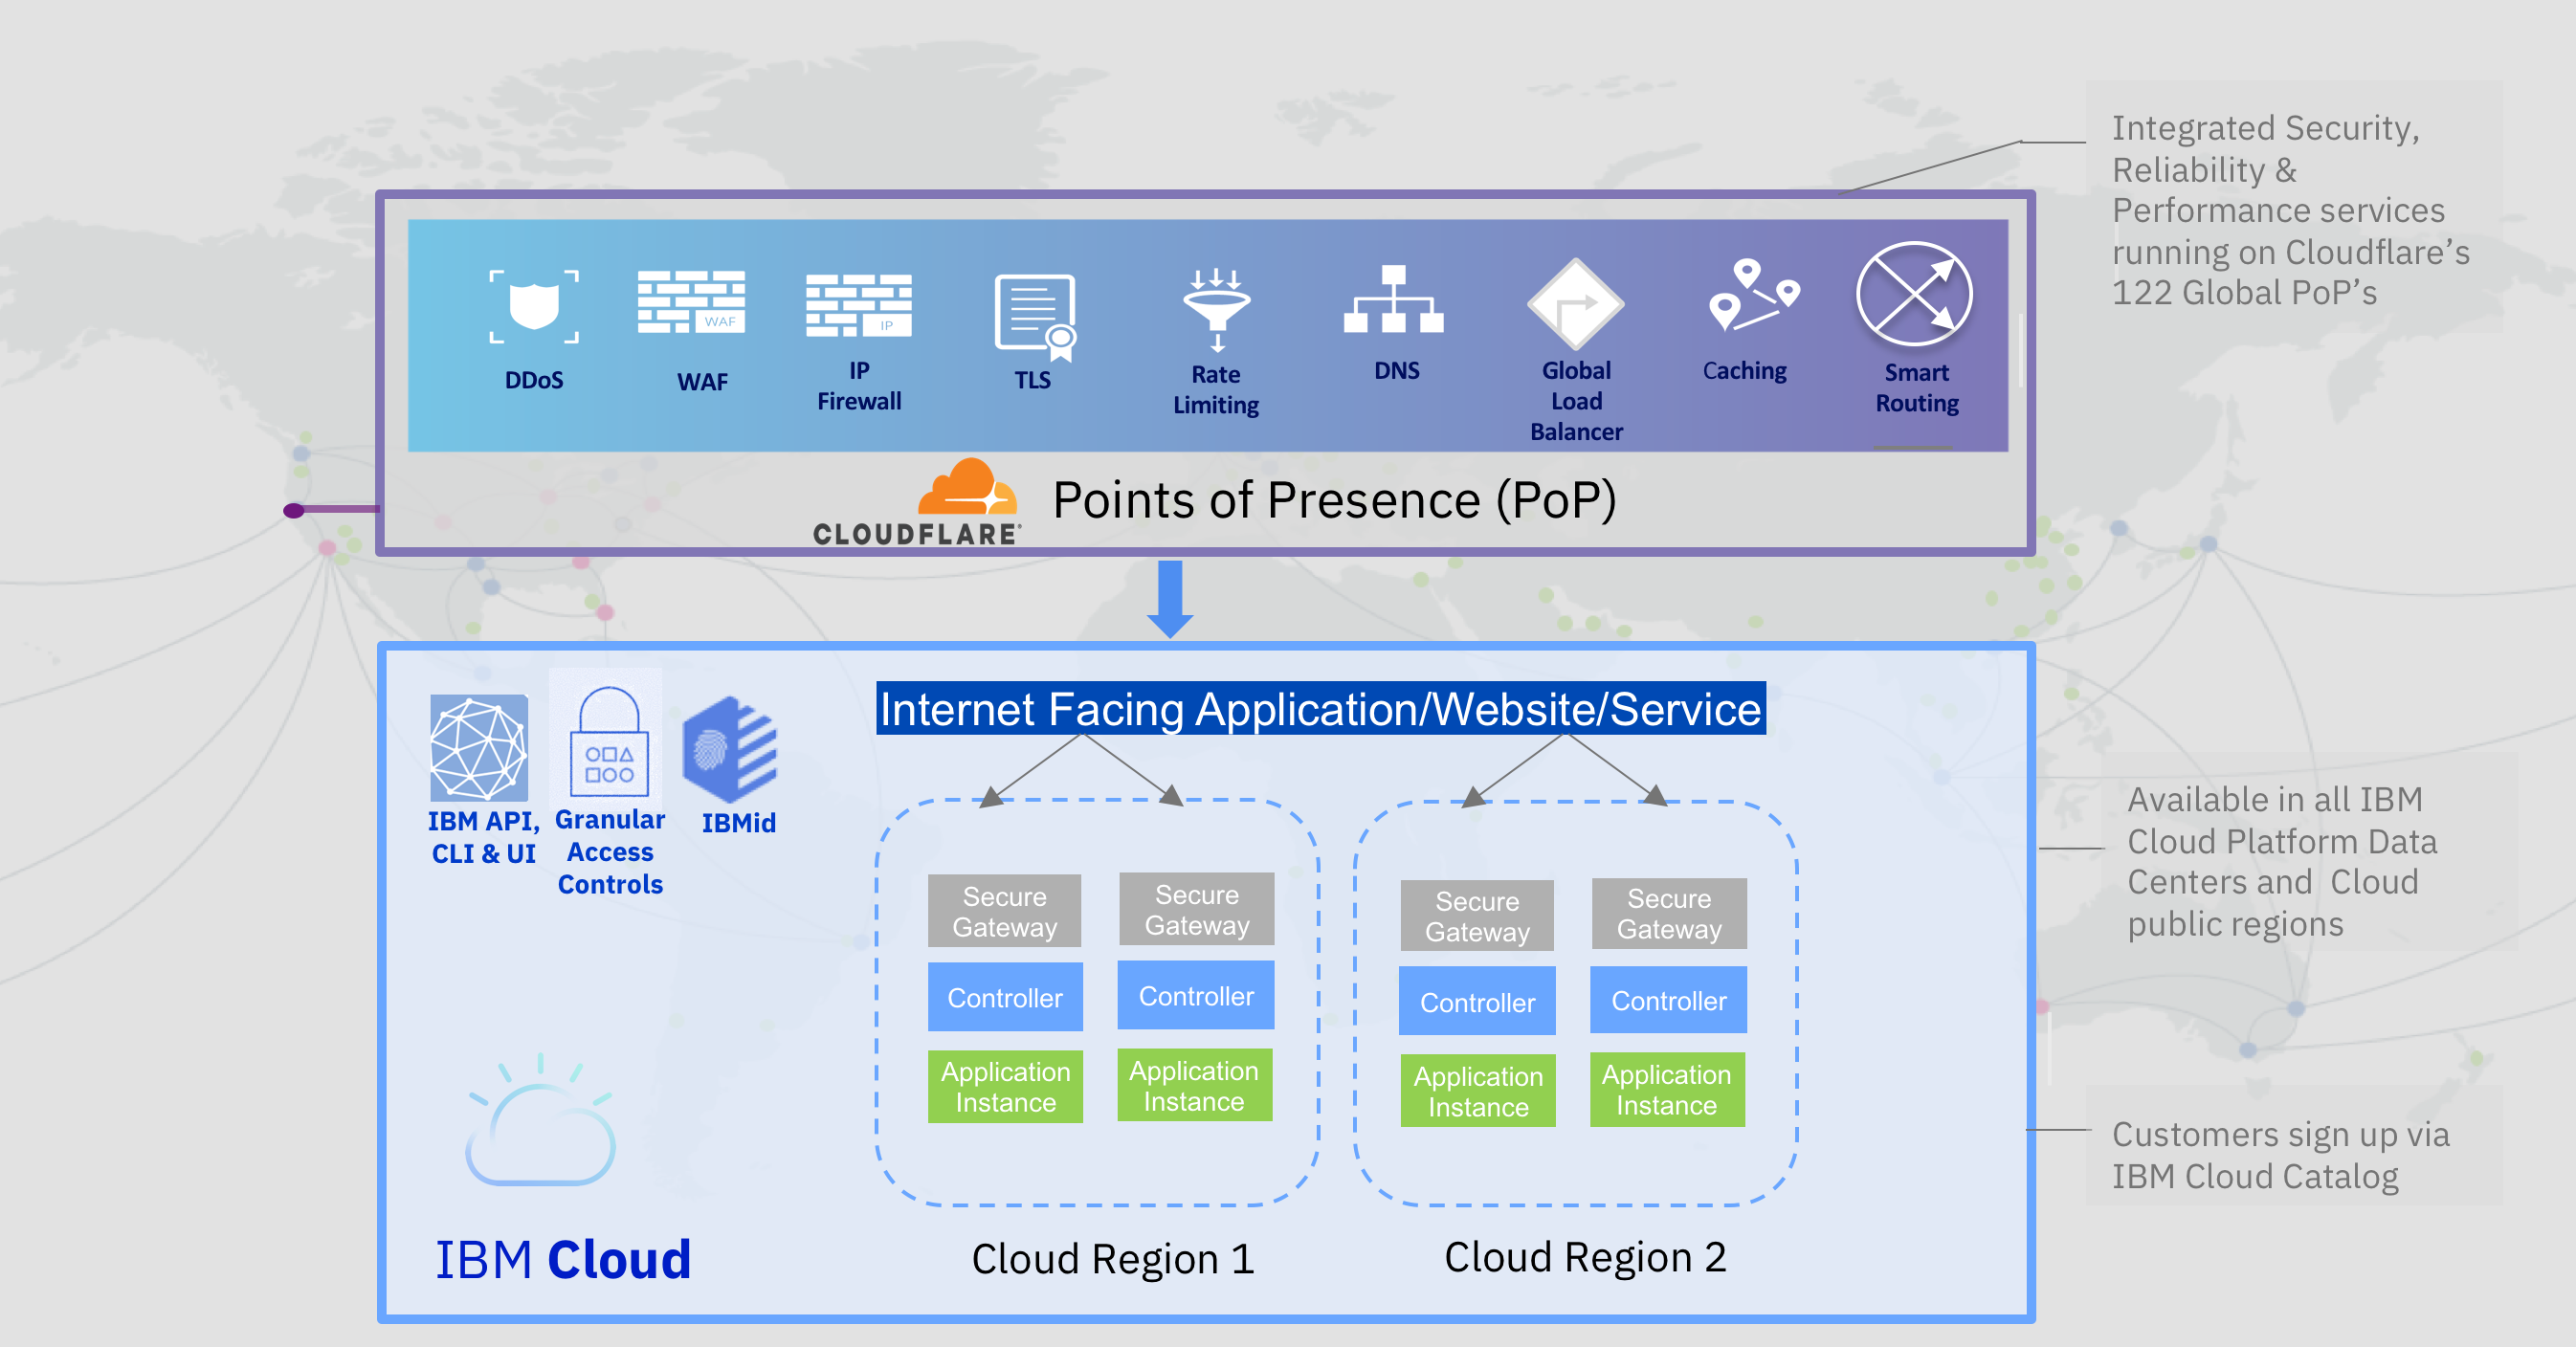 Integrated Security,
Reliability &
Performance services
running on Cloudflare’s
122 Global PoP’s
WAF
IP
DDoS
WAF
IP
Firewall
TLS
Rate
Limiting
DNS
Global
Load
Balancer
Caching
Smart
Routing
CLOUDFLARE®
Points of Presence (PoP)
Internet Facing Application/Website/Service
IBM API,
CLI & UI
Granular
Access
Controls
IBMid
Secure
Gateway
Secure
Gateway
Secure
Gateway
Secure
Gateway
Controller
Controller
Controller
Controller
Application
Instance
Application
Instance
Application
Instance
Application
Instance
IBM Cloud
Cloud Region 1
Cloud Region 2
Available in all IBM
Cloud Platform Data
Centers and  Cloud
public regions
Customers sign up via
IBM Cloud Catalog